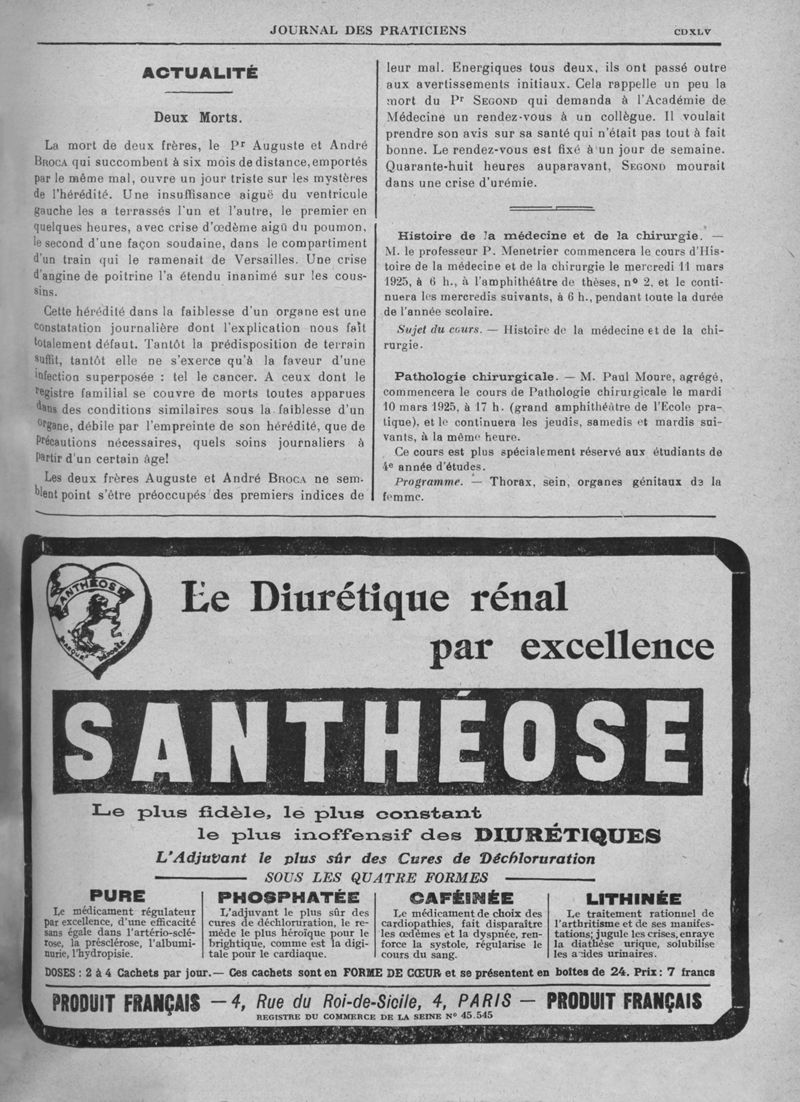 JOURNAL DES PRATICIENS
CDXLV
ACTUALITÉ
Deux Morts.
La mort de deux frères, le Pr Auguste et André
BROCA qui succombent à six mois de distance, emportés
par le même mal, ouvre un jour triste sur les mystères
de l'hérédité. Une insuffisance aiguë du ventricule
gauche les a terrassés l'un et l'autre, le premier en
quelques heures, avec crise d'œdème aigü du poumon,
le second d'une façon soudaine, dans le compartiment
d'un train qui le ramenait de Versailles. Une crise
d'angine de poitrine l'a étendu inanimé sur les cous-
sins.
Cette hérédité dans la faiblesse d'un organe est une
constatation journalière dont l'explication nous fait
totalement défaut. Tantôt la prédisposition de terrain
suffit, tantôt elle ne s'exerce qu'à la faveur d'une
infection superposée : tel le cancer. A ceux dont le
registre familial se couvre de morts toutes apparues
dans des conditions similaires sous la faiblesse d'un
organe, débile par l'empreinte de son hérédité, que de
précautions nécessaires, quels soins journaliers à
partir d'un certain âge!
Les deux frères Auguste et André BROCA ne sem-
blent point s'être préoccupés des premiers indices de
leur mal. Energiques tous deux, ils ont passé outre
aux avertissements initiaux. Cela rappelle un peu la
mort du Pr SEGOND qui demanda à l'Académie de
Médecine un rendez-vous à un collègue. Il voulait
prendre son avis sur sa santé qui n'était pas tout à fait
bonne. Le rendez-vous est fixé à un jour de semaine.
Quarante-huit heures auparavant, SEGOND mourait
dans une crise d'urémie.
Histoire de la médecine et de la chirurgie. —
M. le professeur P. Menetrier commencera le cours d'His-
toire de la médecine et de la chirurgie le mercredi 11 mars
1925, à 6 h., à l'amphithéâtre de thèses, nº 2, et le conti-
nuera les mercredis suivants, à 6 h., pendant toute la durée
de l'année scolaire.
Sujet du cours. — Histoire de la médecine et de la chi-
rurgie.
Pathologie chirurgicale. — M. Paul Moure, agrégé,
commencera le cours de Pathologie chirurgicale le mardi
10 mars 1925, à 17 h. (grand amphithéâtre de l'Ecole pra-
tique), et le continuera les jeudis, samedis et mardis sui-
vants, à la même heure.
Ce cours est plus spécialement réservé aux étudiants de
4e année d'études.
Programme. — Thorax, sein, organes génitaux de la
femme.
SANTHÉOSE
MARQUE DÉPOSÉE
Le Diurétique rénal
par excellence
SANTHÉOSE
Le plus fidèle, le plus constant
le plus inoffensif des DIURÉTIQUES
L'Adjuvant le plus sûr des Cures de Déchloruration
SOUS LES QUATRE FORMES
PURE
Le médicament régulateur
par excellence, d'une efficacité
sans égale dans l'artério-sclé-
rose, la présclérose, l'albumi-
nurie, l'hydropisie.
PHOSPHATÉE
L'adjuvant le plus sûr des
cures de déchloruration, le re-
mède le plus héroïque pour le
brightique, comme est la digi-
tale pour le cardiaque.
CAFÉINÉE
Le médicament de choix des
cardiopathies, fait disparaître
les œdèmes et la dyspnée, ren-
force la systole, régularise le
cours du sang.
LITHINÉE
Le traitement rationnel de
l'arthritisme et de ses manifes-
tations; jugule les crises, enraye
la diathèse urique, solubilise
les acides urinaires.
DOSES : 2 à 4 Cachets par jour.— Ces cachets sont en FORME DE CŒUR et se présentent en boîtes de 24. Prix : 7 francs
PRODUIT FRANÇAIS — 4, Rue du Roi-de-Sicile, 4, PARIS — PRODUIT FRANÇAIS
REGISTRE DU COMMERCE DE LA SEINE Nº 45.545